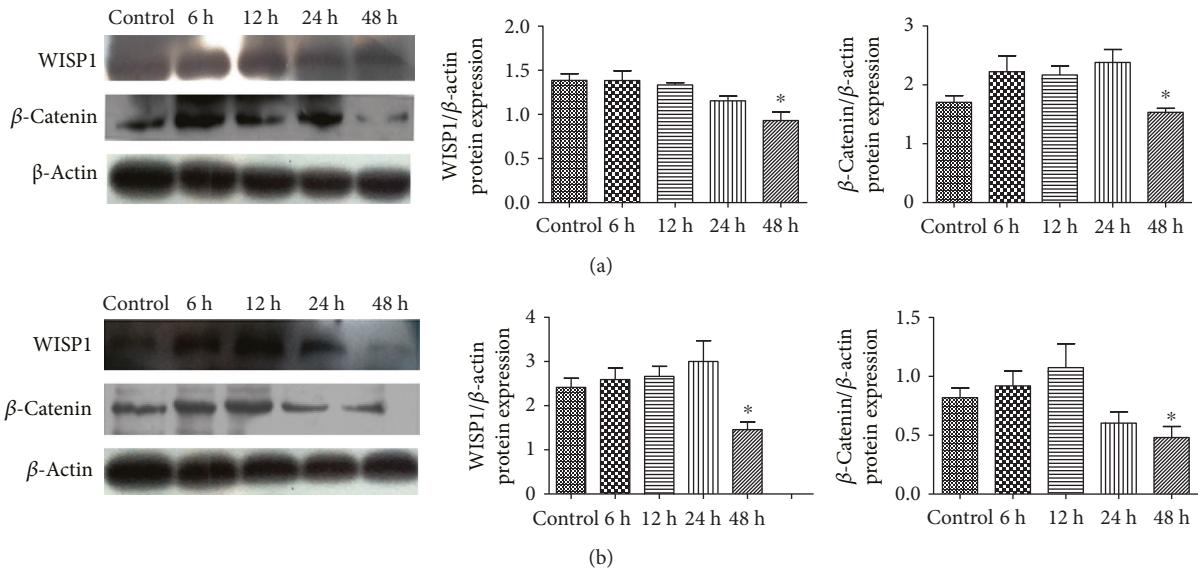 Control 6 h 12 h 24 h 48 h
WISP1
β-Catenin
β-Actin
WISP1/β-actin
protein expression
2.0
1.5
1.0
0.5
0.0
Control 6 h 12 h 24 h 48 h
*
β-Catenin/β-actin
protein expression
3
2
1
0
Control 6 h 12 h 24 h 48 h
*
(a)
Control 6 h 12 h 24 h 48 h
WISP1
β-Catenin
β-Actin
WISP1/β-actin
protein expression
4
3
2
1
0
Control 6 h 12 h 24 h 48 h
*
β-Catenin/β-actin
protein expression
1.5
1.0
0.5
0.0
Control 6 h 12 h 24 h 48 h
*
(b)